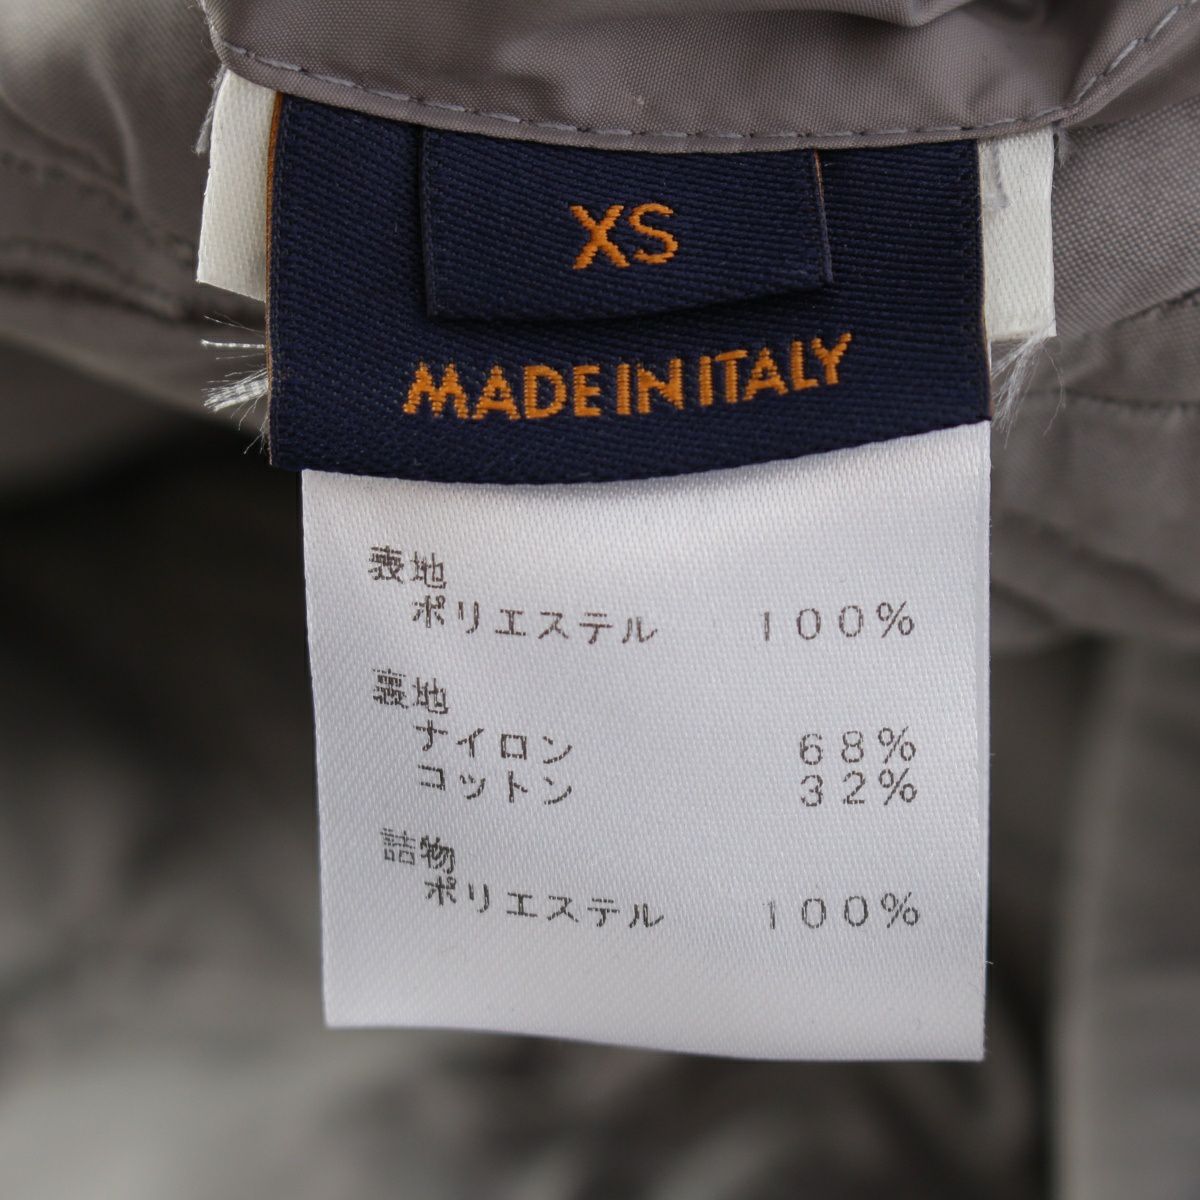 XS
MADE IN ITALY
表地
ポリエステル 100%
裏地
ナイロン 68%
コットン 32%
詰物
ポリエステル 100%